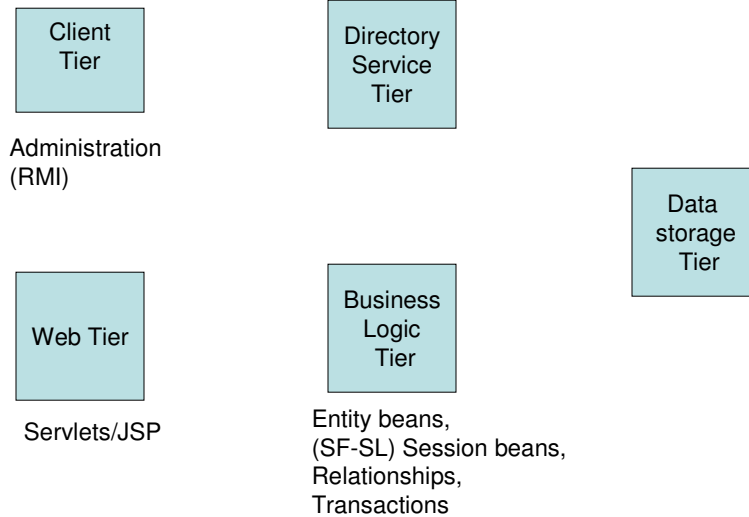 Client
Tier
Administration
(RMI)
Directory
Service
Tier
Data
storage
Tier
Web Tier
Servlets/JSP
Business
Logic
Tier
Entity beans,
(SF-SL) Session beans,
Relationships,
Transactions